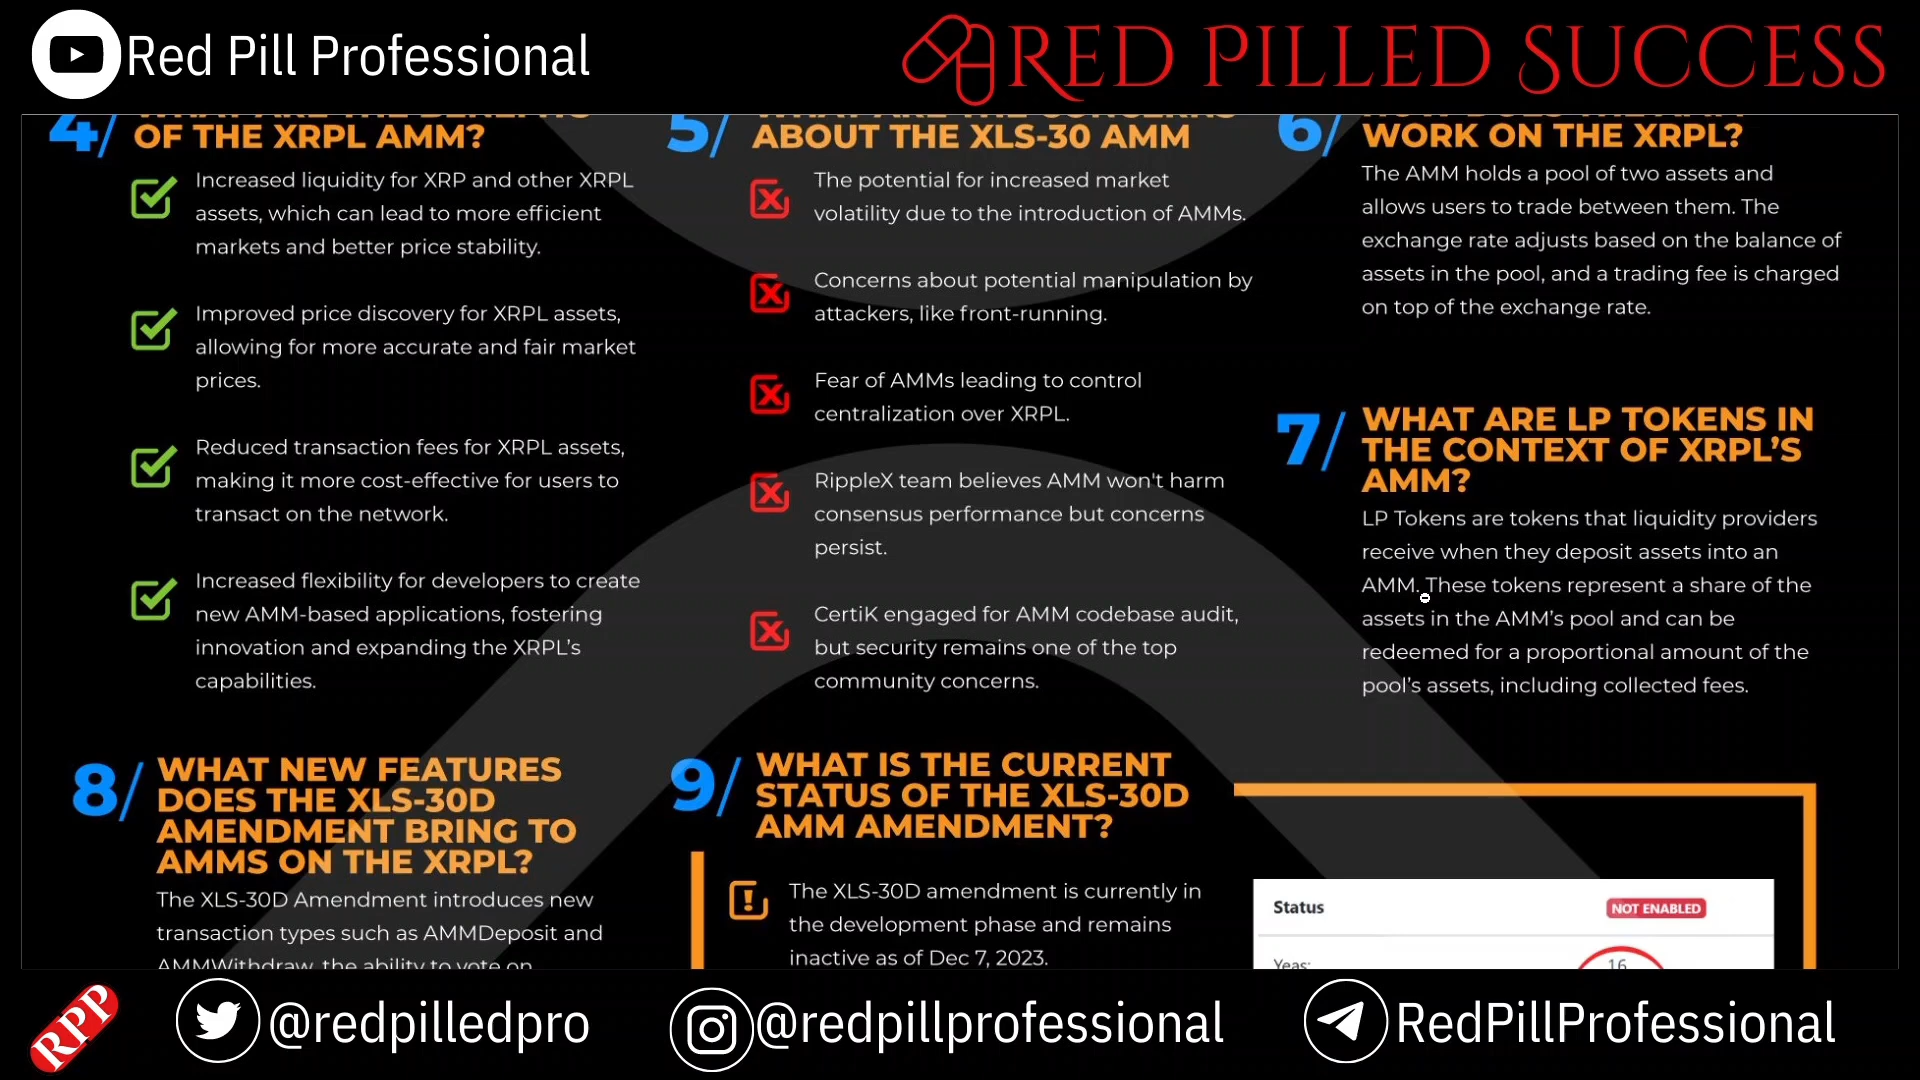 Red Pill Professional
RED PILLED SUCCESS
4/
OF THE XRPL AMM?
Increased liquidity for XRP and other XRPL
assets, which can lead to more efficient
markets and better price stability.
Improved price discovery for XRPL assets,
allowing for more accurate and fair market
prices.
Reduced transaction fees for XRPL assets,
making it more cost-effective for users to
transact on the network.
Increased flexibility for developers to create
new AMM-based applications, fostering
innovation and expanding the XRPL's
capabilities.
5/
ABOUT THE XLS-30 AMM
The potential for increased market
volatility due to the introduction of AMMs.
Concerns about potential manipulation by
attackers, like front-running.
Fear of AMMs leading to control
centralization over XRPL.
RippleX team believes AMM won't harm
consensus performance but concerns
persist.
CertiK engaged for AMM codebase audit,
but security remains one of the top
community concerns.
6/
WORK ON THE XRPL?
The AMM holds a pool of two assets and
allows users to trade between them. The
exchange rate adjusts based on the balance of
assets in the pool, and a trading fee is charged
on top of the exchange rate.
7/
WHAT ARE LP TOKENS IN
THE CONTEXT OF XRPL'S
AMM?
LP Tokens are tokens that liquidity providers
receive when they deposit assets into an
AMM. These tokens represent a share of the
assets in the AMM's pool and can be
redeemed for a proportional amount of the
pool's assets, including collected fees.
8/
WHAT NEW FEATURES
DOES THE XLS-30D
AMENDMENT BRING TO
AMMS ON THE XRPL?
The XLS-30D Amendment introduces new
transaction types such as AMMDeposit and
AMMWithdraw, the ability to vote on
9/
WHAT IS THE CURRENT
STATUS OF THE XLS-30D
AMM AMENDMENT?
The XLS-30D amendment is currently in
the development phase and remains
inactive as of Dec 7, 2023.
Status NOT ENABLED
Yeas: 16
RPP
@redpilledpro
@redpillprofessional
RedPillProfessional